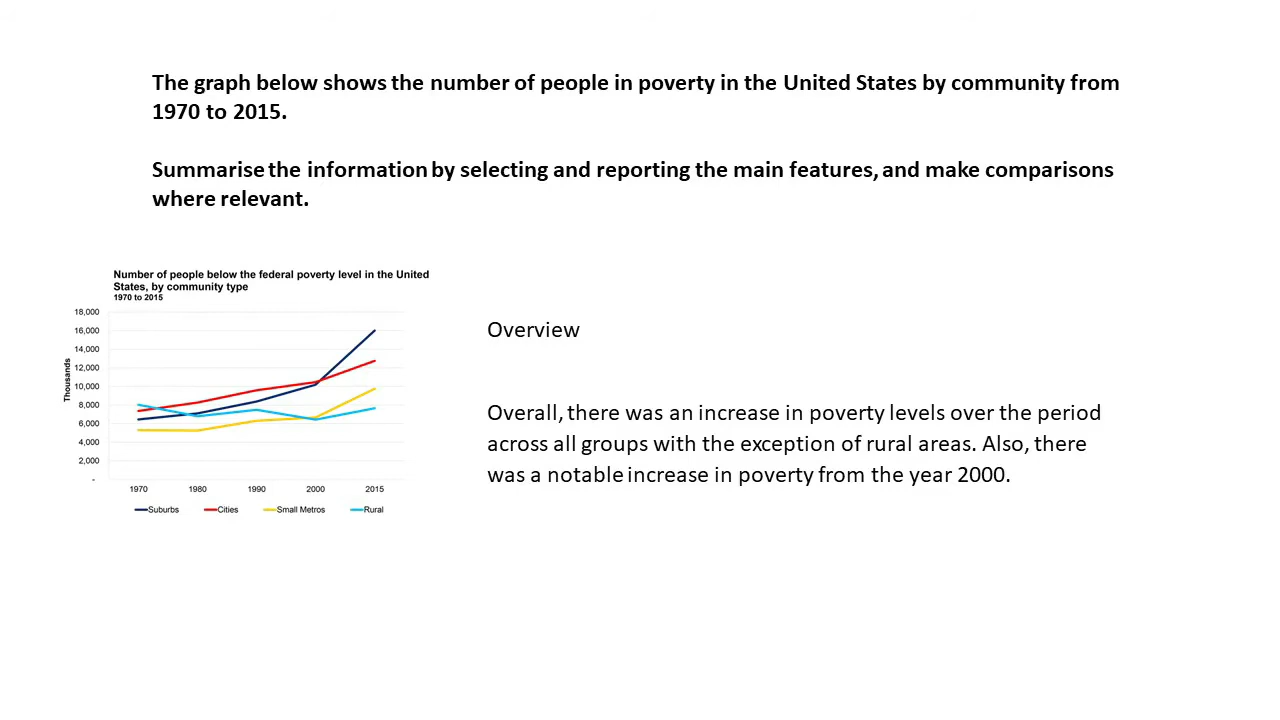 The graph below shows the number of people in poverty in the United States by community from
1970 to 2015.
Summarise the information by selecting and reporting the main features, and make comparisons
where relevant.
Number of people below the federal poverty level in the United
States, by community type
1970 to 2015
18,000
16,000
14,000
12,000
10,000
8,000
6,000
4,000
2,000
-
Thousands
1970 1980 1990 2000 2015
Suburbs Cities Small Metros Rural
Overview
Overall, there was an increase in poverty levels over the period
across all groups with the exception of rural areas. Also, there
was a notable increase in poverty from the year 2000.